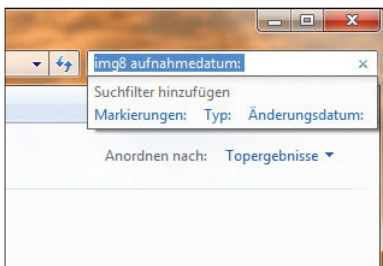 img8 aufnahmedatum:
Suchfilter hinzufügen
Markierungen: Typ: Änderungsdatum:
Anordnen nach: Topergebnisse